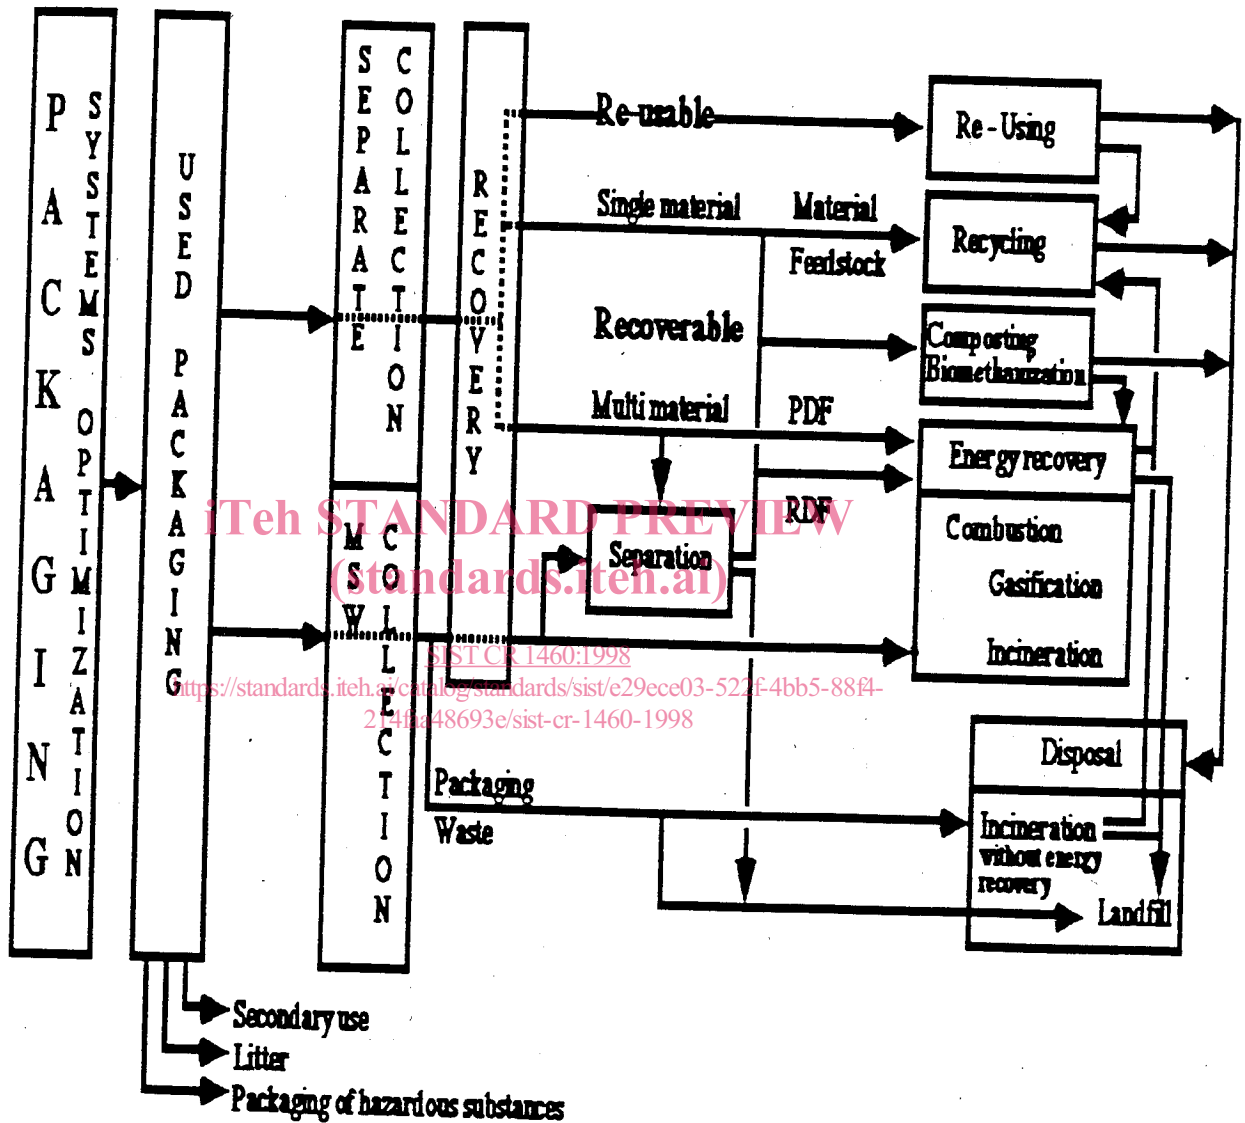 PACKAGING
SYSTEMS OPTIMIZATION
USED PACKAGING
SEPARATE
COLLECTION
MSW
COLLECTION
RECOVERY
Re-usable
Re - Using
Single material
Material
Feedstock
Recycling
Recoverable
Composting
Biomethanization
Multi material
PDF
Energy recovery
RDF
Combustion
Separation
Gasification
Incineration
iTeh STANDARD PREVIEW
(standards.iteh.ai)
SIST CR 1460:1998
https://standards.iteh.ai/catalog/standards/sist/e29ece03-522f-4bb5-88f4-
214ffa48693e/sist-cr-1460-1998
Disposal
Packaging
Waste
Incineration
without energy
recovery
Landfill
Secondary use
Litter
Packaging of hazardous substances